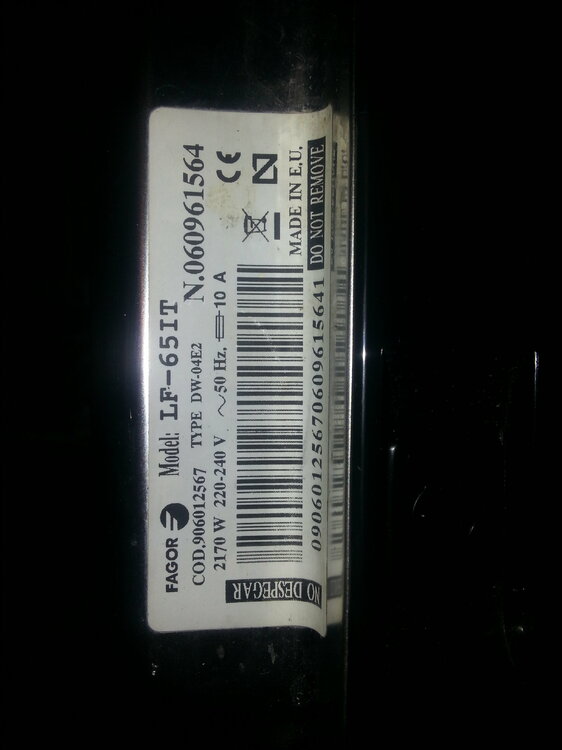 FAGOR Model: LF-65IT N.060961564
COD.906012567 TYPE DW-04E2
2170 W 220-240 V ~50 Hz. 10 A
CE
MADE IN E.U.
0906012567060961564​1
NO DESPEGAR DO NOT REMOVE